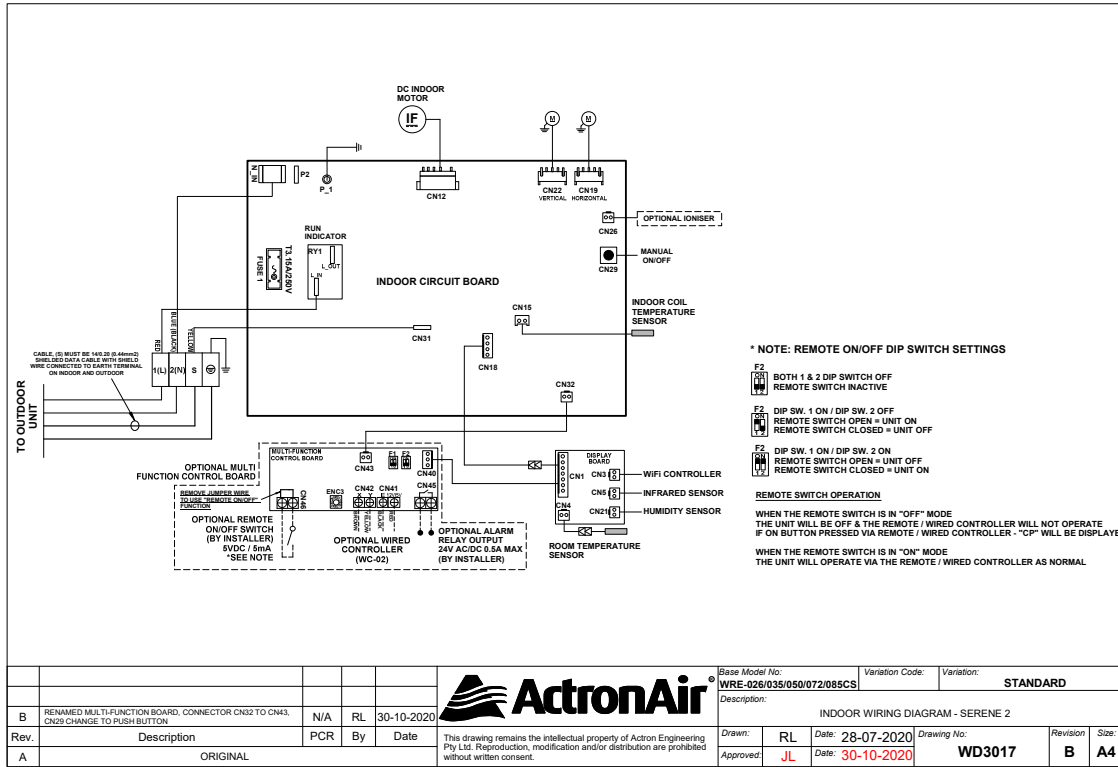 DC INDOOR
MOTOR
IF
M
M
N_IN
P2
P_1
CN12
CN22
VERTICAL
CN19
HORIZONTAL
CN26
OPTIONAL IONISER
RUN
INDICATOR
RY1
L_OUT
L_IN
FUSE 1
T3.15A/250V
INDOOR CIRCUIT BOARD
CN29
MANUAL
ON/OFF
CN15
INDOOR COIL
TEMPERATURE
SENSOR
CN31
CN18
CN32
RED
BLUE (BLACK)
YELLOW
CABLE, (S) MUST BE 14/0.20 (0.44mm2)
SHIELDED DATA CABLE WITH SHIELD
WIRE CONNECTED TO EARTH TERMINAL
ON INDOOR AND OUTDOOR
1(L) 2(N) S
TO OUTDOOR
UNIT
OPTIONAL MULTI
FUNCTION CONTROL BOARD
MULTI-FUNCTION
CONTROL BOARD
CN43
F1
F2
CN40
REMOVE JUMPER WIRE
TO USE "REMOTE ON/OFF"
FUNCTION
CN46
ENC3
CN42
CN41
CN45
X Y E 12V/5V
BROWN
YELLOW
BLACK
RED
OPTIONAL REMOTE
ON/OFF SWITCH
(BY INSTALLER)
5VDC / 5mA
*SEE NOTE
OPTIONAL WIRED
CONTROLLER
(WC-02)
OPTIONAL ALARM
RELAY OUTPUT
24V AC/DC 0.5A MAX
(BY INSTALLER)
DISPLAY
BOARD
CN1
CN3
WiFi CONTROLLER
CN5
INFRARED SENSOR
CN2
HUMIDITY SENSOR
CN4
ROOM TEMPERATURE
SENSOR
* NOTE: REMOTE ON/OFF DIP SWITCH SETTINGS
F2
ON
1 2
BOTH 1 & 2 DIP SWITCH OFF
REMOTE SWITCH INACTIVE
F2
ON
1 2
DIP SW. 1 ON / DIP SW. 2 OFF
REMOTE SWITCH OPEN = UNIT ON
REMOTE SWITCH CLOSED = UNIT OFF
F2
ON
1 2
DIP SW. 1 ON / DIP SW. 2 ON
REMOTE SWITCH OPEN = UNIT OFF
REMOTE SWITCH CLOSED = UNIT ON
REMOTE SWITCH OPERATION
WHEN THE REMOTE SWITCH IS IN "OFF" MODE
THE UNIT WILL BE OFF & THE REMOTE / WIRED CONTROLLER WILL NOT OPERATE
IF ON BUTTON PRESSED VIA REMOTE / WIRED CONTROLLER - "CP" WILL BE DISPLAYE
WHEN THE REMOTE SWITCH IS IN "ON" MODE
THE UNIT WILL OPERATE VIA THE REMOTE / WIRED CONTROLLER AS NORMAL
B RENAMED MULTI-FUNCTION BOARD, CONNECTOR CN32 TO CN43,
CN29 CHANGE TO PUSH BUTTON N/A RL 30-10-2020
Rev. Description PCR By Date
A ORIGINAL
ActronAir®
This drawing remains the intellectual property of Actron Engineering
Pty Ltd. Reproduction, modification and/or distribution are prohibited
without written consent.
Base Model No:
WRE-026/035/050/072/085CS
Variation Code:
Variation:
STANDARD
Description:
INDOOR WIRING DIAGRAM - SERENE 2
Drawn: RL Date: 28-07-2020
Approved: JL Date: 30-10-2020
Drawing No:
WD3017
Revision
B
Size:
A4